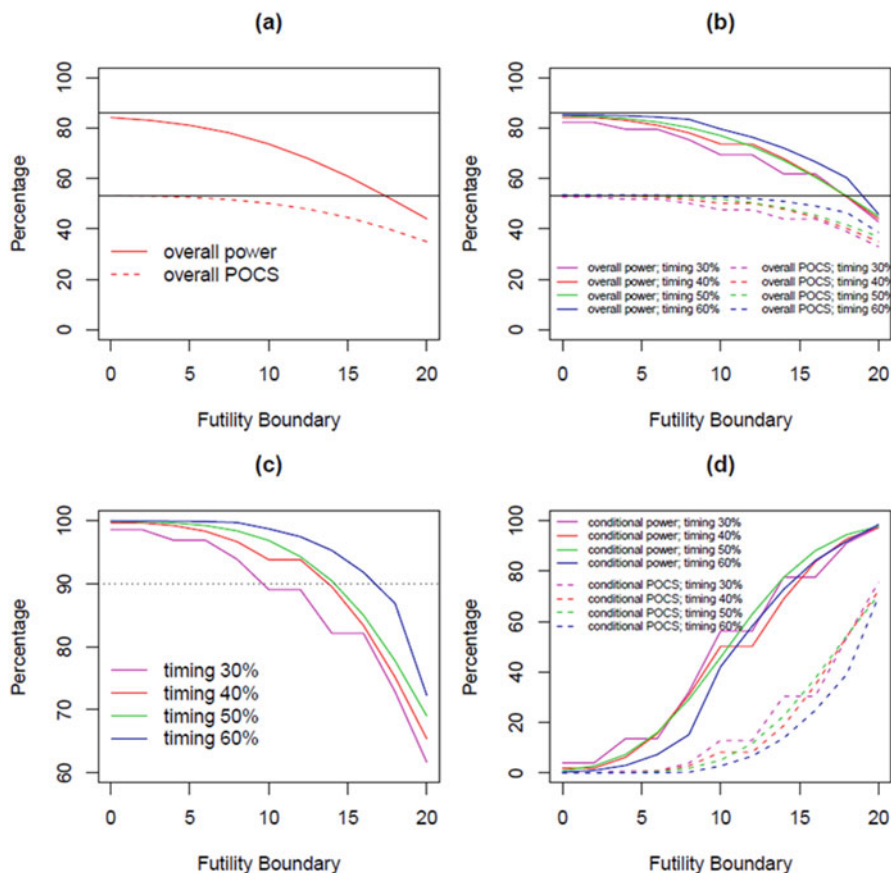 (a)
Percentage
100
80
60
40
20
0
overall power
overall POCS
0 5 10 15 20
Futility Boundary
(b)
Percentage
100
80
60
40
20
0
overall power; timing 30%
overall power; timing 40%
overall power; timing 50%
overall power; timing 60%
overall POCS; timing 30%
overall POCS; timing 40%
overall POCS; timing 50%
overall POCS; timing 60%
0 5 10 15 20
Futility Boundary
(c)
Percentage
100
90
80
70
60
timing 30%
timing 40%
timing 50%
timing 60%
0 5 10 15 20
Futility Boundary
(d)
Percentage
100
80
60
40
20
0
conditional power; timing 30%
conditional power; timing 40%
conditional power; timing 50%
conditional power; timing 60%
conditional POCS; timing 30%
conditional POCS; timing 40%
conditional POCS; timing 50%
conditional POCS; timing 60%
0 5 10 15 20
Futility Boundary